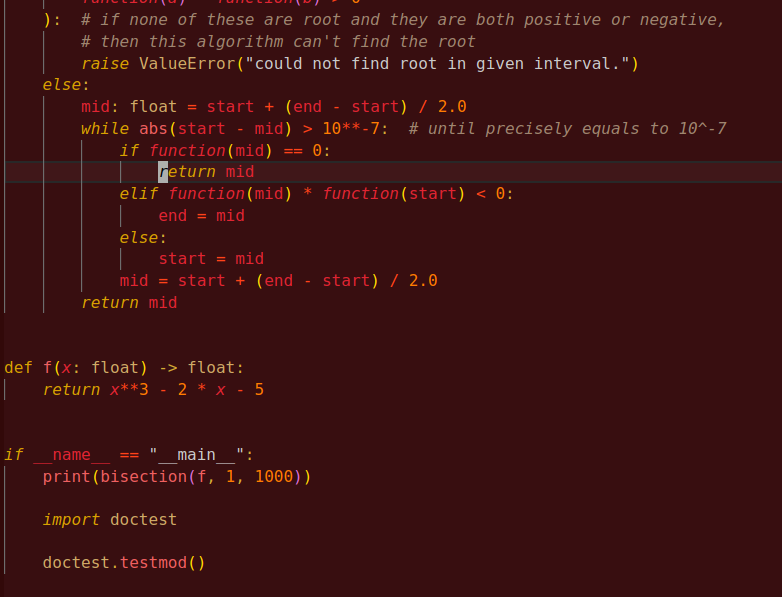 ): # if none of these are root and they are both positive or negative,
# then this algorithm can't find the root
raise ValueError("could not find root in given interval.")
else:
mid: float = start + (end - start) / 2.0
while abs(start - mid) > 10**-7: # until precisely equals to 10^-7
if function(mid) == 0:
return mid
elif function(mid) * function(start) < 0:
end = mid
else:
start = mid
mid = start + (end - start) / 2.0
return mid
def f(x: float) -> float:
return x**3 - 2 * x - 5
if __name__ == "__main__":
print(bisection(f, 1, 1000))
import doctest
doctest.testmod()